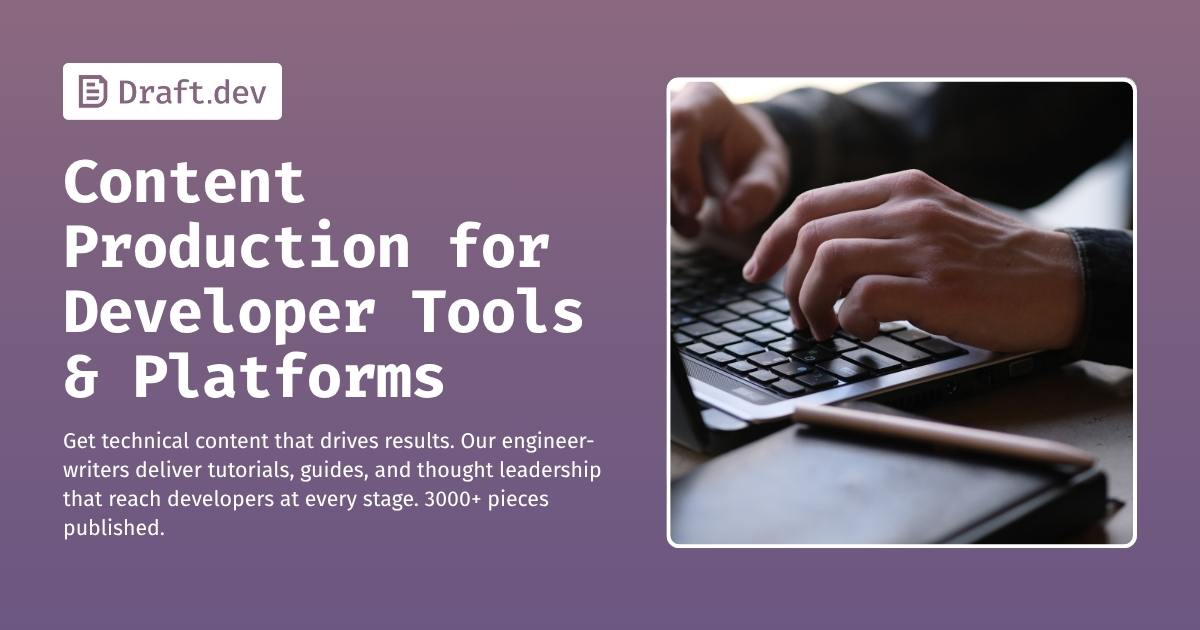 Draft.dev
Content
Production for
Developer Tools
& Platforms
Get technical content that drives results. Our engineer-
writers deliver tutorials, guides, and thought leadership
that reach developers at every stage. 3000+ pieces
published.